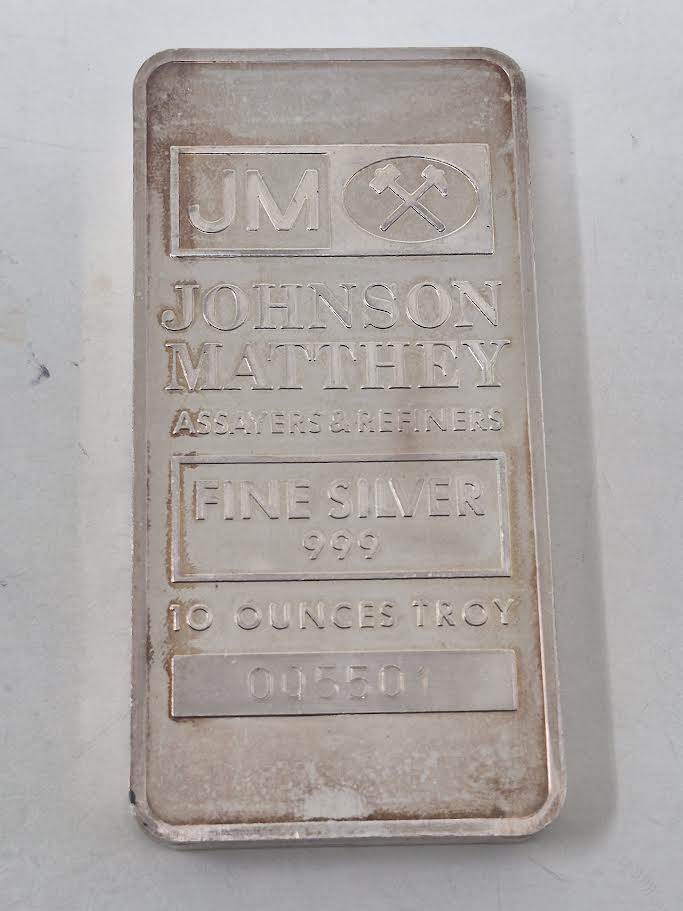 JM
JOHNSON
MATTHEY
ASSAYERS & REFINERS
FINE SILVER
999
10 OUNCES TROY
005501